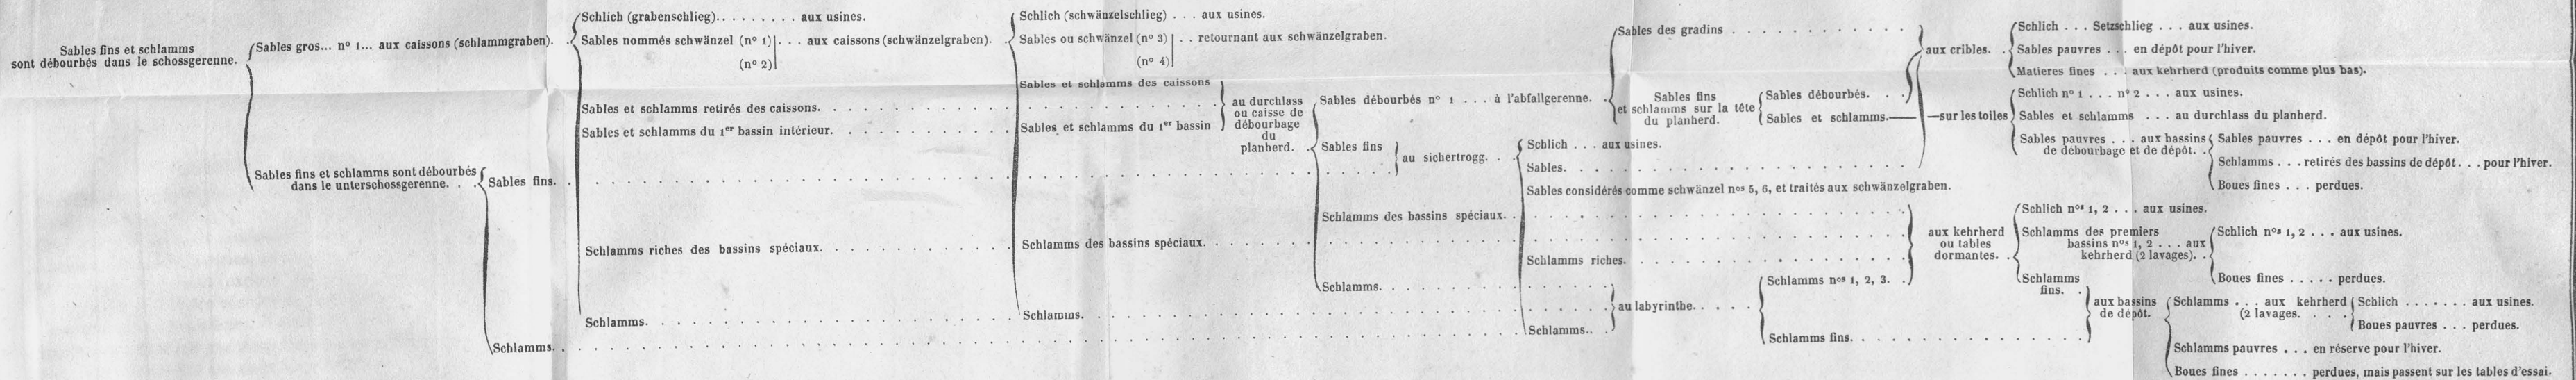 Sables fins et schlamms
sont débourbés dans le schossgerenne.
Sables gros... nº 1... aux caissons (schlammgraben).
Sables fins et schlamms sont débourbés
dans le unterschossgerenne. . .
Sables fins. .
Schlamms. .
Schlich (grabenschlieg). . . . . . . . . aux usines.
Sables nommés schwänzel (nº 1) . . . aux caissons (schwänzelgraben).
(nº 2)
Sables et schlamms retirés des caissons.
Sables et schlamms du 1er bassin intérieur.
Schlamms riches des bassins spéciaux.
Schlamms.
Schlich (schwänzelschlieg) . . . aux usines.
Sables ou schwänzel (nº 3) . . retournant aux schwänzelgraben.
(nº 4)
Sables et schlamms des caissons
Sables et schlamms du 1er bassin
Schlamms des bassins spéciaux.
Schlamms.
au durchlass
ou caisse de
débourbage
du
planherd.
Sables débourbés nº 1 . . . . à l'abfallgerenne.
Sables fins
au sichertrogg. . .
Schlamms des bassins spéciaux. .
Schlamms.
Schlich . . . aux usines.
Sables.
Sables considérés comme schwänzel nos 5, 6, et traités aux schwänzelgraben.
Schlamms riches.
Schlamms.. .
Sables des gradins
Sables fins
et schlamms sur la tête
du planherd.
Sables débourbés. . .
Sables et schlamms.
au labyrinthe. . . . .
Schlamms nos 1, 2, 3. .
Schlamms fins.
aux cribles. .
Schlich . . . Setzschlieg . . . aux usines.
Sables pauvres . . . en dépôt pour l'hiver.
Matieres fines . . . aux kehrherd (produits comme plus bas).
sur les toiles
Schlich nº 1 . . . nº 2 . . . aux usines.
Sables et schlamms . . . au durchlass du planherd.
Sables pauvres . . . aux bassins
de débourbage et de dépôt. .
Sables pauvres . . . en dépôt pour l'hiver.
Schlamms . . . retirés des bassins de dépôt. . . pour l'hiver.
Boues fines . . . perdues.
aux kehrherd
ou tables
dormantes. .
Schlich nos 1, 2 . . . aux usines.
Schlamms des premiers
bassins nos 1, 2 . . . aux
kehrherd (2 lavages). .
Schlich nos 1, 2 . . . aux usines.
Boues fines . . . . . perdues.
Schlamms
fins. .
aux bassins
de dépôt.
Schlamms . . . aux kehrherd
(2 lavages. . . . .
Schlich . . . . . . . aux usines.
Boues pauvres . . . perdues.
Schlamms pauvres . . . en réserve pour l'hiver.
Boues fines . . . . . . . perdues, mais passent sur les tables d'essai.